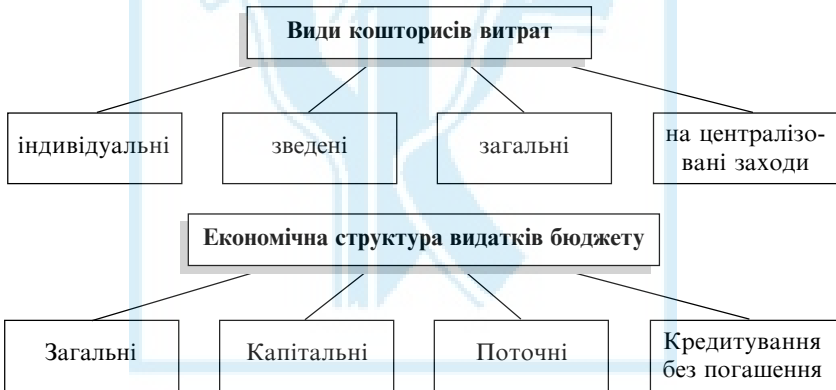 Види кошторисів витрат
індивідуальні
зведені
загальні
на централізо-
вані заходи
Економічна структура видатків бюджету
Загальні
Капітальні
Поточні
Кредитування
без погашення